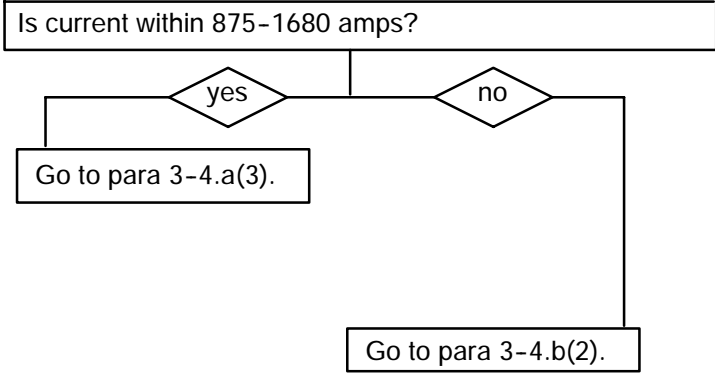 Is current within 875-1680 amps?
yes
no
Go to para 3-4.a(3).
Go to para 3-4.b(2).